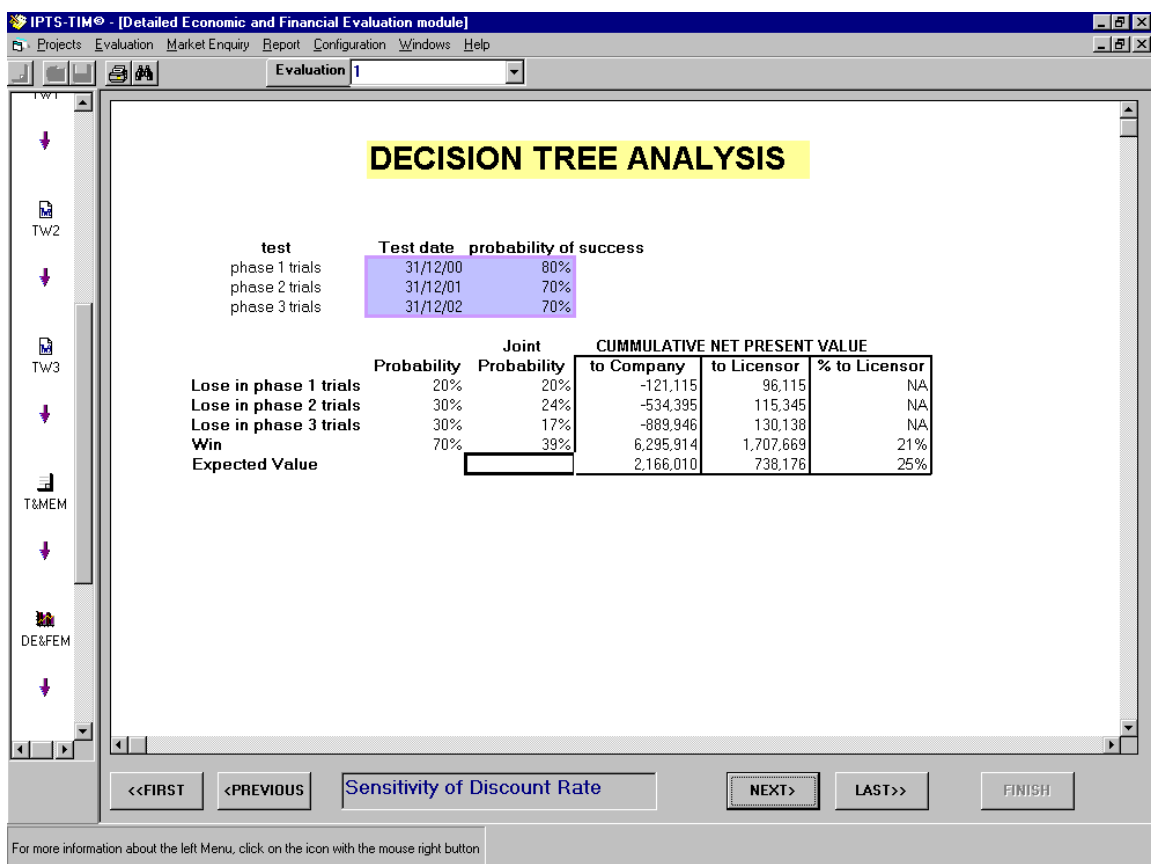 IPTS-TIM© - [Detailed Economic and Financial Evaluation module]
Projects Evaluation Market Enquiry Report Configuration Windows Help
Evaluation 1
TW1
DECISION TREE ANALYSIS
TW2
test Test date probability of success
phase 1 trials 31/12/00 80%
phase 2 trials 31/12/01 70%
phase 3 trials 31/12/02 70%
TW3
Joint CUMMULATIVE NET PRESENT VALUE
Probability Probability to Company to Licensor % to Licensor
Lose in phase 1 trials 20% 20% -121,115 96,115 NA
Lose in phase 2 trials 30% 24% -534,395 115,345 NA
Lose in phase 3 trials 30% 17% -889,946 130,138 NA
Win 70% 39% 6,295,914 1,707,669 21%
Expected Value 2,166,010 738,176 25%
T&MEM
DE&FEM
<<FIRST <PREVIOUS Sensitivity of Discount Rate NEXT> LAST>> FINISH
For more information about the left Menu, click on the icon with the mouse right button